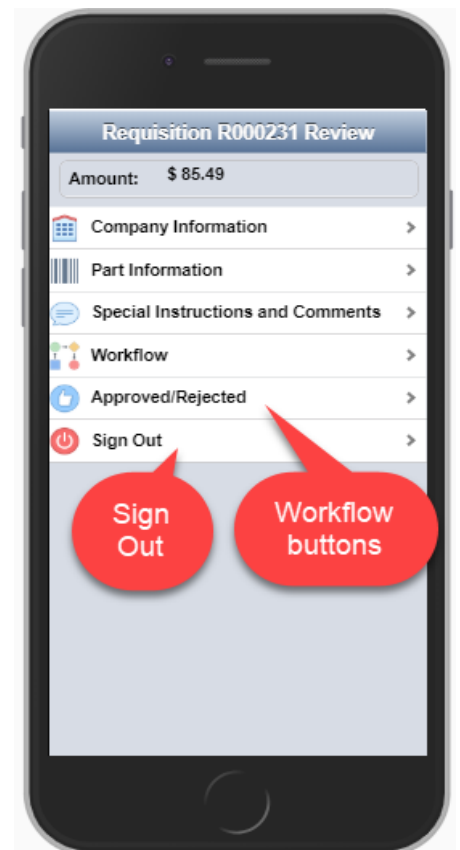 Requisition R000231 Review
Amount: $ 85.49
Company Information
Part Information
Special Instructions and Comments
Workflow
Approved/Rejected
Sign Out
Sign
Out
Workflow
buttons